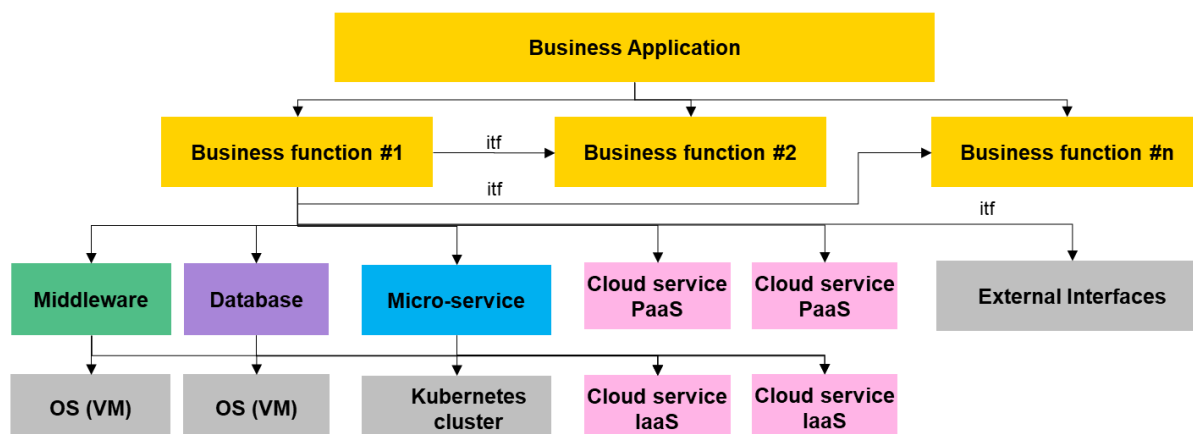 Business Application
Business function #1
itf
Business function #2
Business function #n
itf
itf
Middleware
Database
Micro-service
Cloud service
PaaS
Cloud service
PaaS
External Interfaces
OS (VM)
OS (VM)
Kubernetes
cluster
Cloud service
IaaS
Cloud service
IaaS